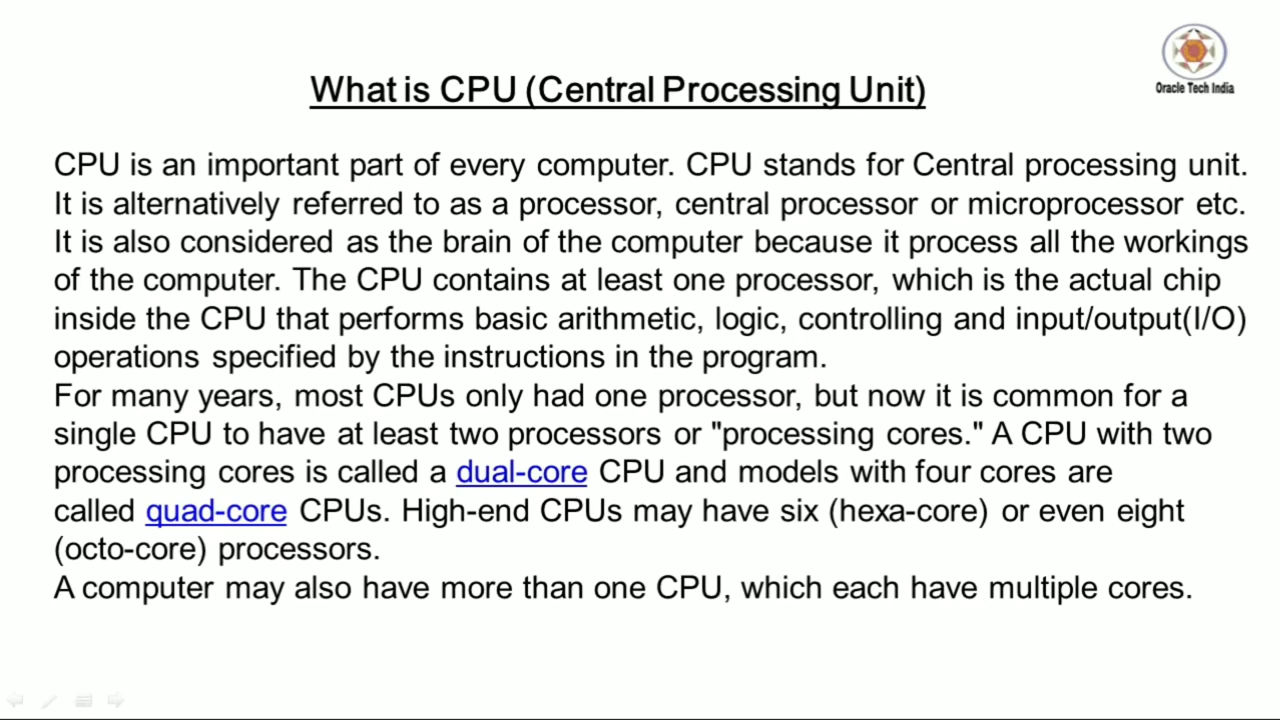 Oracle Tech India
What is CPU (Central Processing Unit)
CPU is an important part of every computer. CPU stands for Central processing unit.
It is alternatively referred to as a processor, central processor or microprocessor etc.
It is also considered as the brain of the computer because it process all the workings
of the computer. The CPU contains at least one processor, which is the actual chip
inside the CPU that performs basic arithmetic, logic, controlling and input/output(I/O)
operations specified by the instructions in the program.
For many years, most CPUs only had one processor, but now it is common for a
single CPU to have at least two processors or "processing cores." A CPU with two
processing cores is called a dual-core CPU and models with four cores are
called quad-core CPUs. High-end CPUs may have six (hexa-core) or even eight
(octo-core) processors.
A computer may also have more than one CPU, which each have multiple cores.